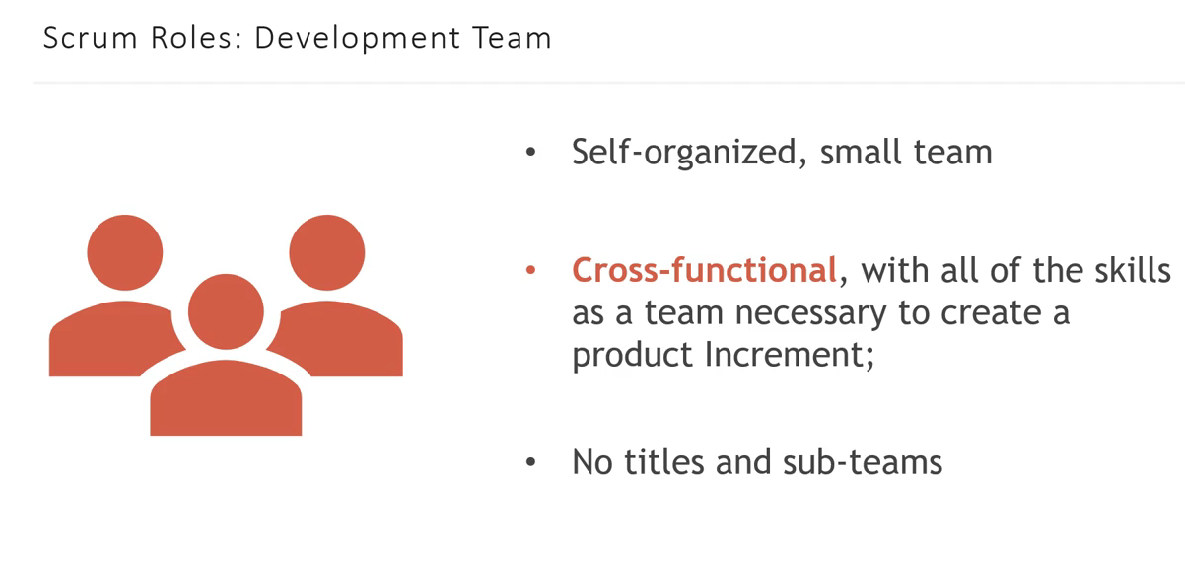 Scrum Roles: Development Team
• Self-organized, small team
• Cross-functional, with all of the skills
as a team necessary to create a
product Increment;
• No titles and sub-teams